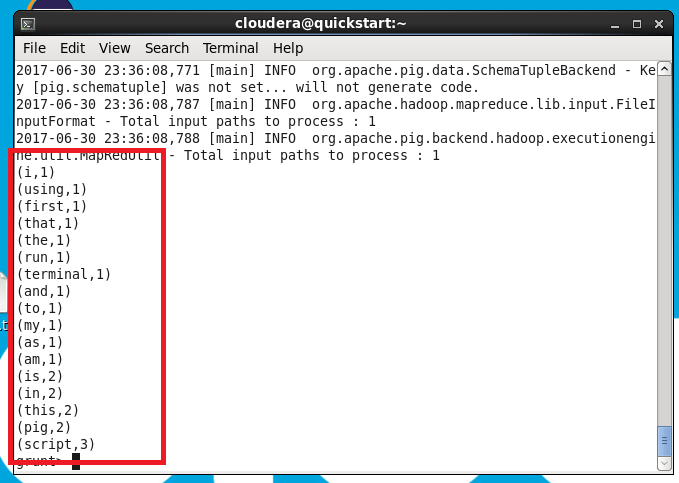 cloudera@quickstart:~
File Edit View Search Terminal Help
2017-06-30 23:36:08,771 [main] INFO  org.apache.pig.data.SchemaTupleBackend - Ke
y [pig.schematuple] was not set... will not generate code.
2017-06-30 23:36:08,787 [main] INFO  org.apache.hadoop.mapreduce.lib.input.FileI
nputFormat - Total input paths to process : 1
2017-06-30 23:36:08,788 [main] INFO  org.apache.pig.backend.hadoop.executionengi
ne.util.MapRedUtil - Total input paths to process : 1
(i,1)
(using,1)
(first,1)
(that,1)
(the,1)
(run,1)
(terminal,1)
(and,1)
(to,1)
(my,1)
(as,1)
(am,1)
(is,2)
(in,2)
(this,2)
(pig,2)
(script,3)
grunt>